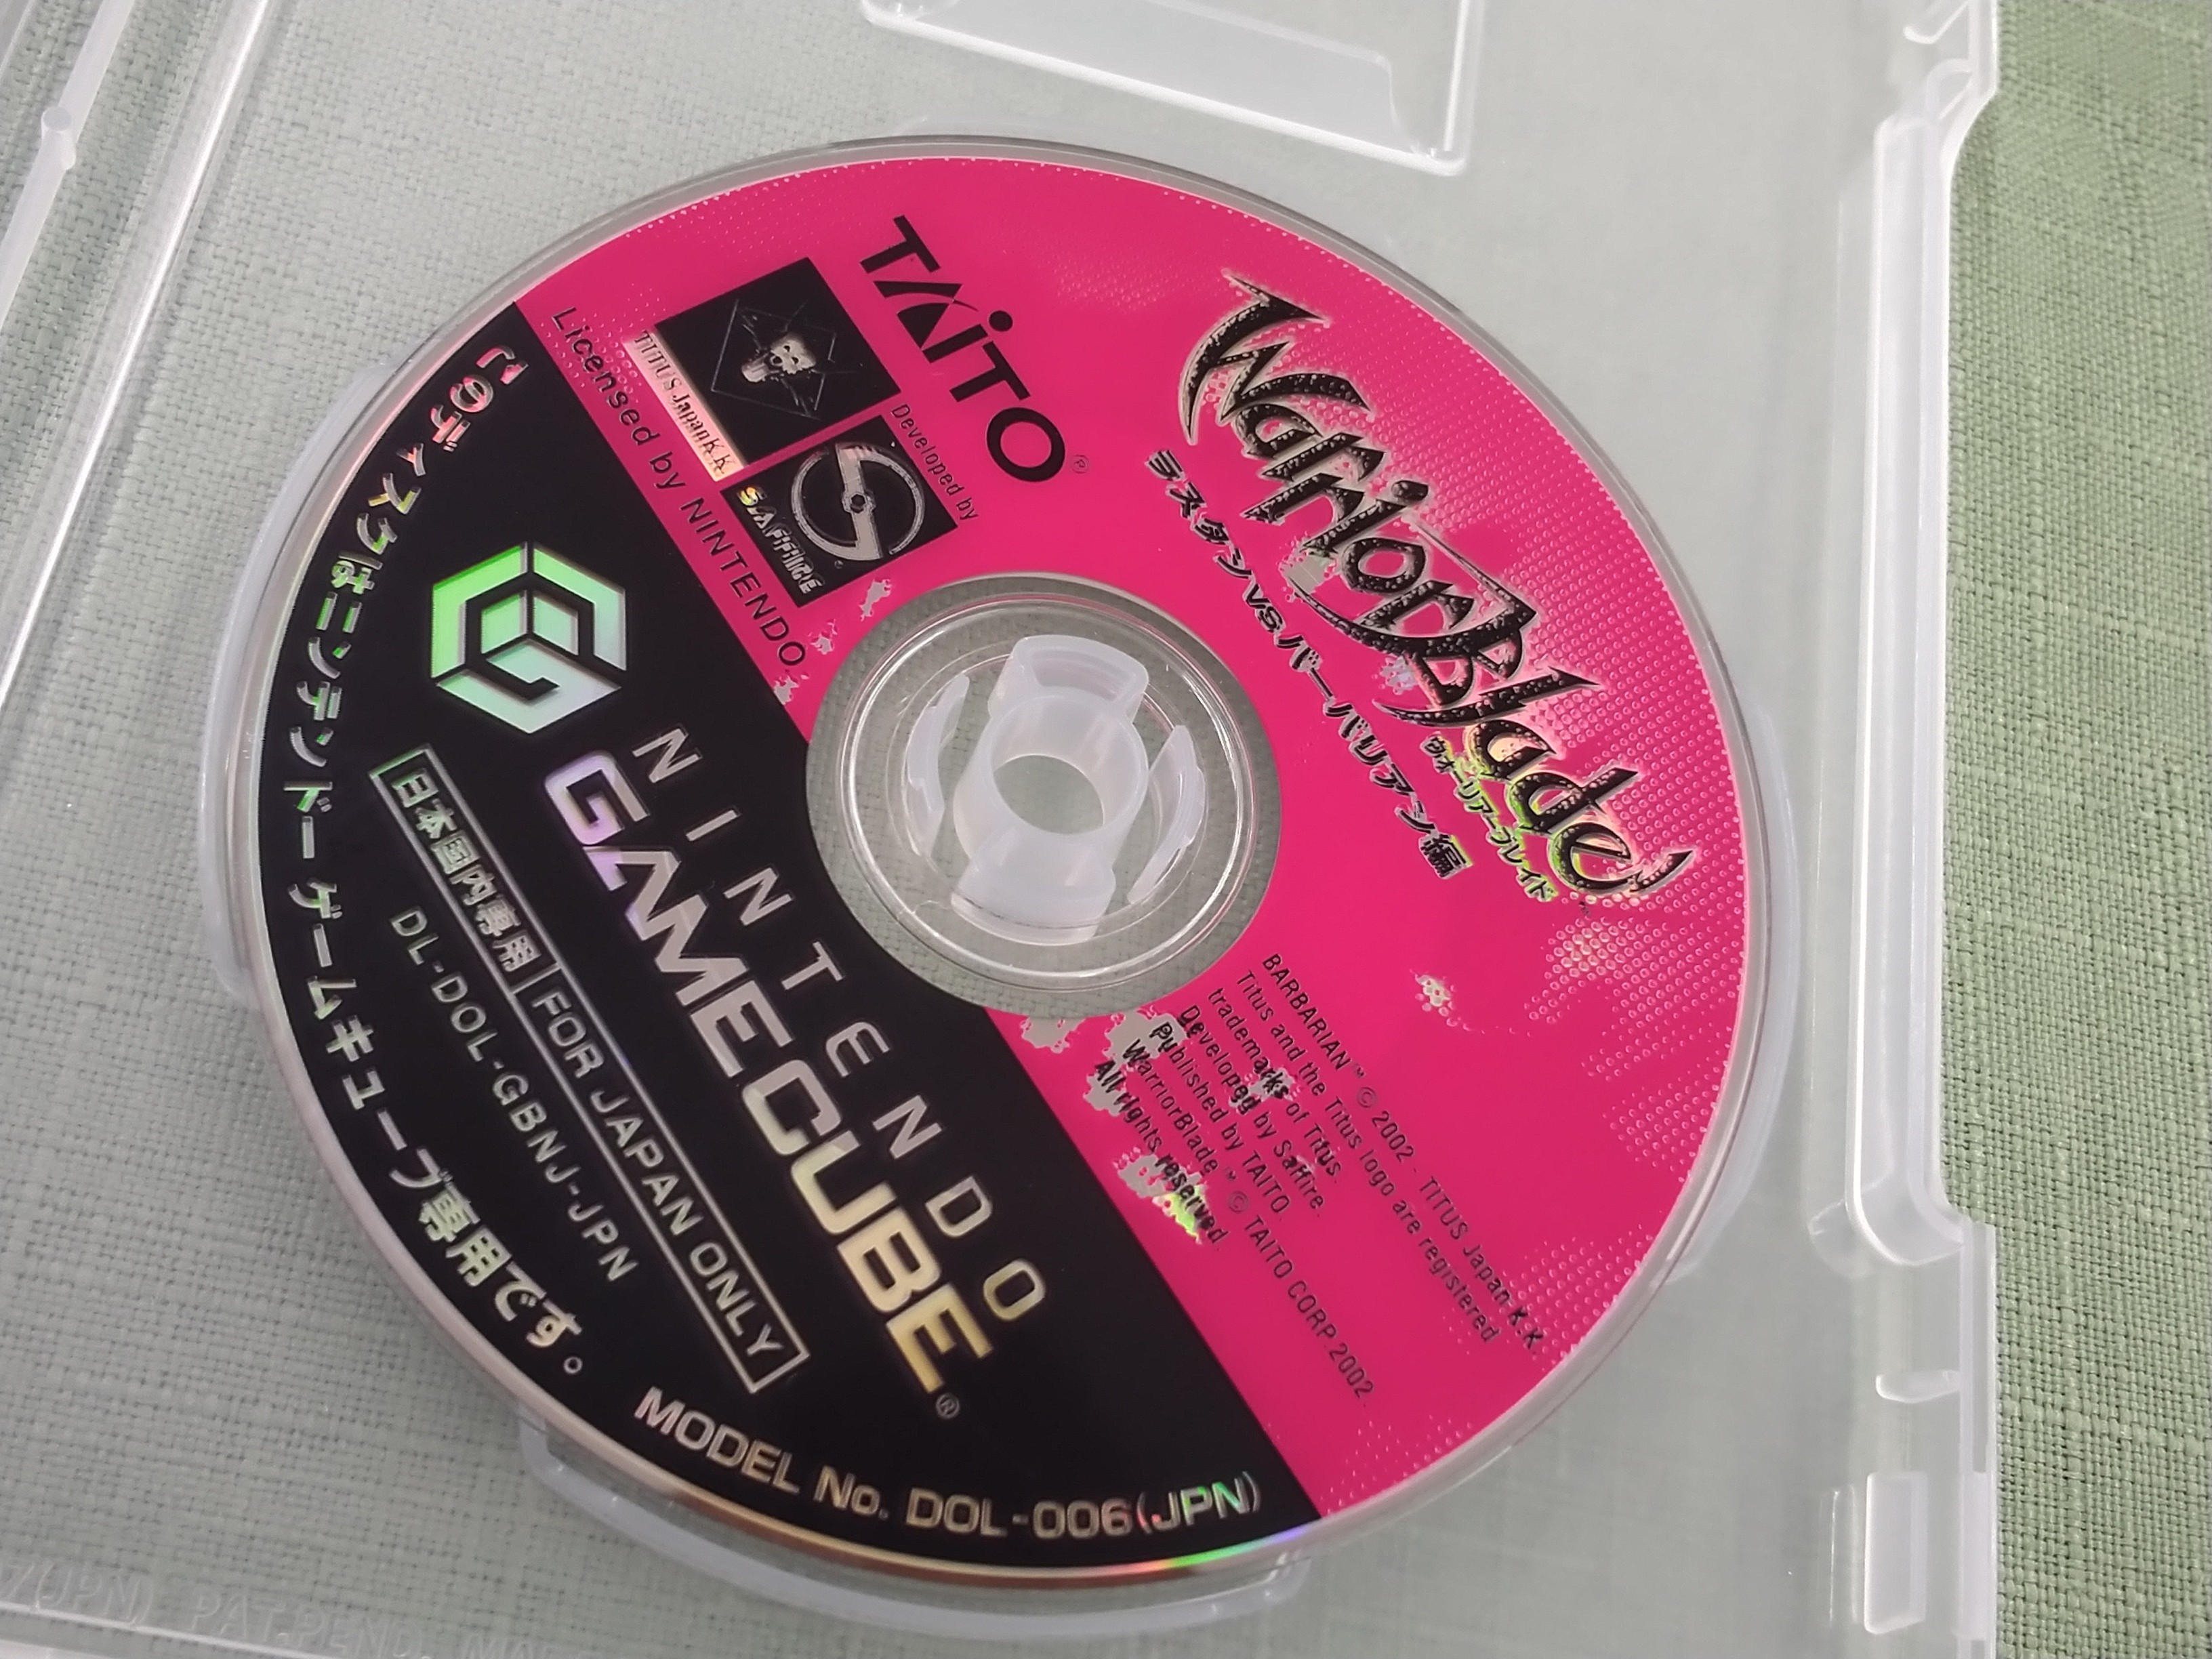 WarriorBlade
ウォーリアーブレイド
ラスタンvs.バーバリアン編
TAiTO®
Developed by
SAFFIRE
TITUS Japan K.K.
Licensed by NINTENDO
BARBARIAN™ © 2002 - TITUS Japan K.K.
Titus and the Titus logo are registered
trademarks of Titus.
Developed by Saffire.
Published by TAITO.
WarriorBlade™ © TAITO CORP.2002.
All rights reserved.
NINTENDO
GAMECUBE®
日本国内専用 FOR JAPAN ONLY
DL-DOL-GBNJ-JPN
このディスクはニンテンドーゲームキューブ専用です。
MODEL No. DOL-006(JPN)
(JPN) PAT.PEND.